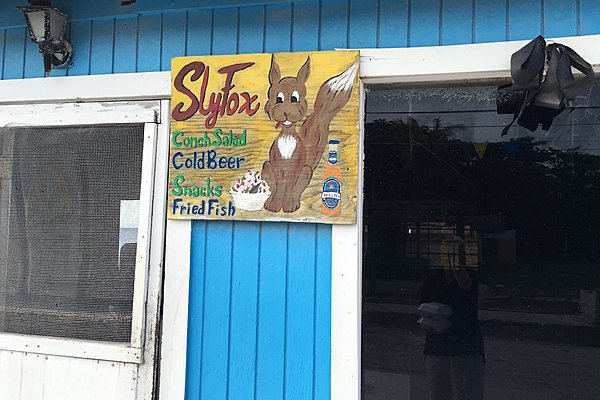 SlyFox
Conch Salad
Cold Beer
Snacks
Fried Fish